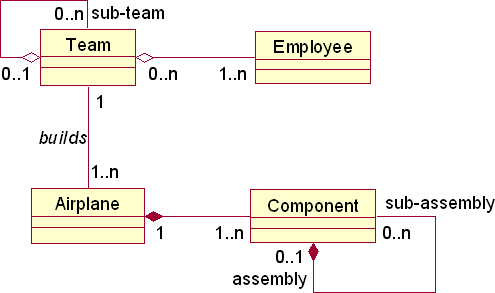 0..n sub-team
Team
Employee
0..1
0..n
1..n
1
builds
1..n
Airplane
Component
sub-assembly
1
1..n
0..n
0..1
assembly